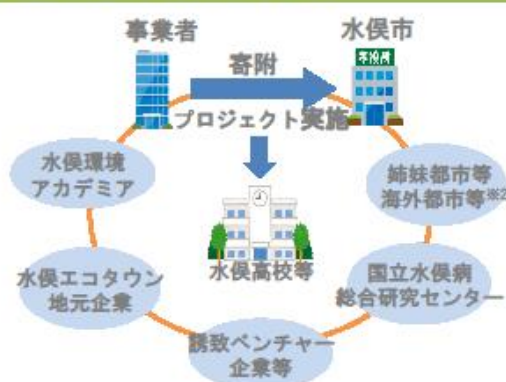 事業者
水俣市
市役所
寄附
プロジェクト実施
水俣環境
アカデミア
姉妹都市等
海外都市等※2
水俣高校等
水俣エコタウン
地元企業
国立水俣病
総合研究センター
誘致ベンチャー
企業等